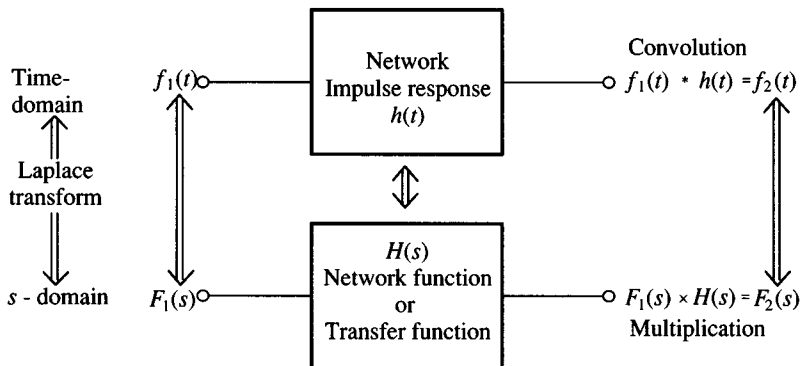 Time-
domain
Laplace
transform
s - domain
f₁(t)
F₁(s)
Network
Impulse response
h(t)
H(s)
Network function
or
Transfer function
Convolution
f₁(t) * h(t) = f₂(t)
F₁(s) × H(s) = F₂(s)
Multiplication